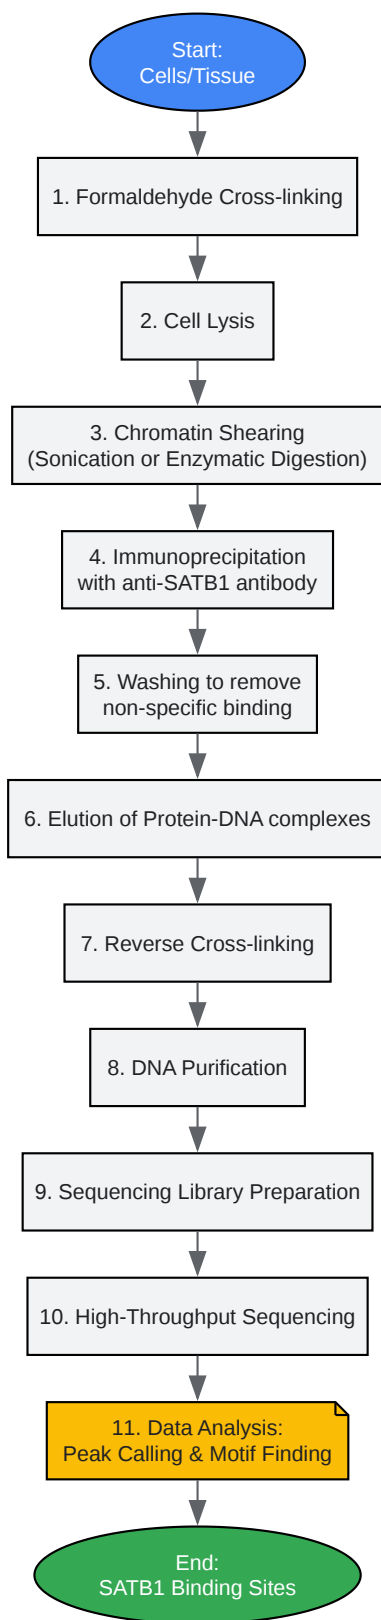 Start:
Cells/Tissue
1. Formaldehyde Cross-linking
2. Cell Lysis
3. Chromatin Shearing
(Sonication or Enzymatic Digestion)
4. Immunoprecipitation
with anti-SATB1 antibody
5. Washing to remove
non-specific binding
6. Elution of Protein-DNA complexes
7. Reverse Cross-linking
8. DNA Purification
9. Sequencing Library Preparation
10. High-Throughput Sequencing
11. Data Analysis:
Peak Calling & Motif Finding
End:
SATB1 Binding Sites